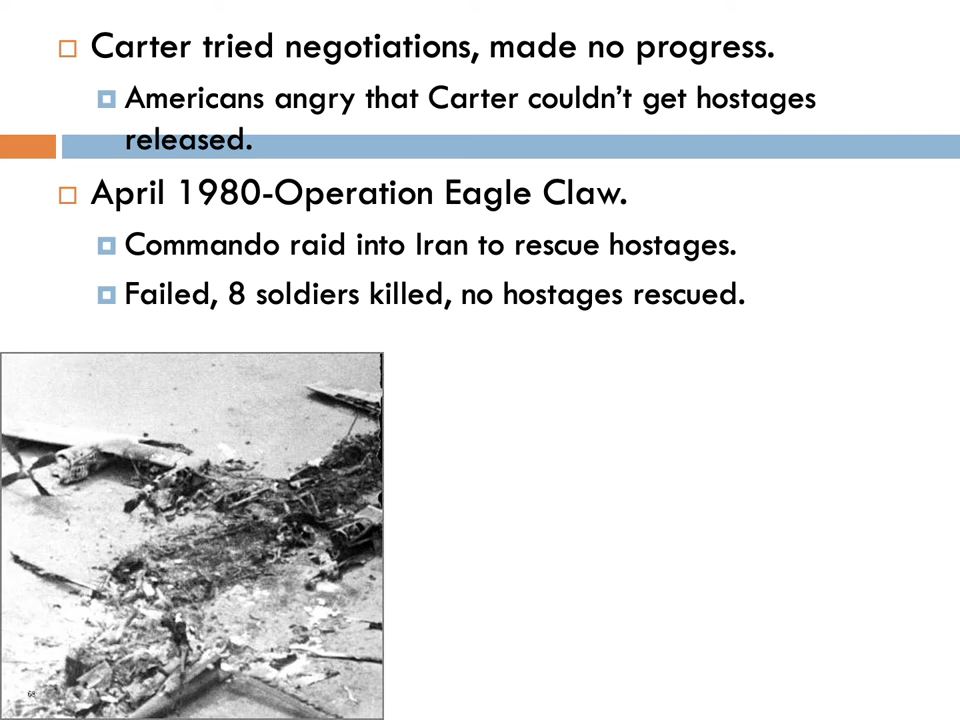 Carter tried negotiations, made no progress.
Americans angry that Carter couldn’t get hostages
released.
April 1980-Operation Eagle Claw.
Commando raid into Iran to rescue hostages.
Failed, 8 soldiers killed, no hostages rescued.